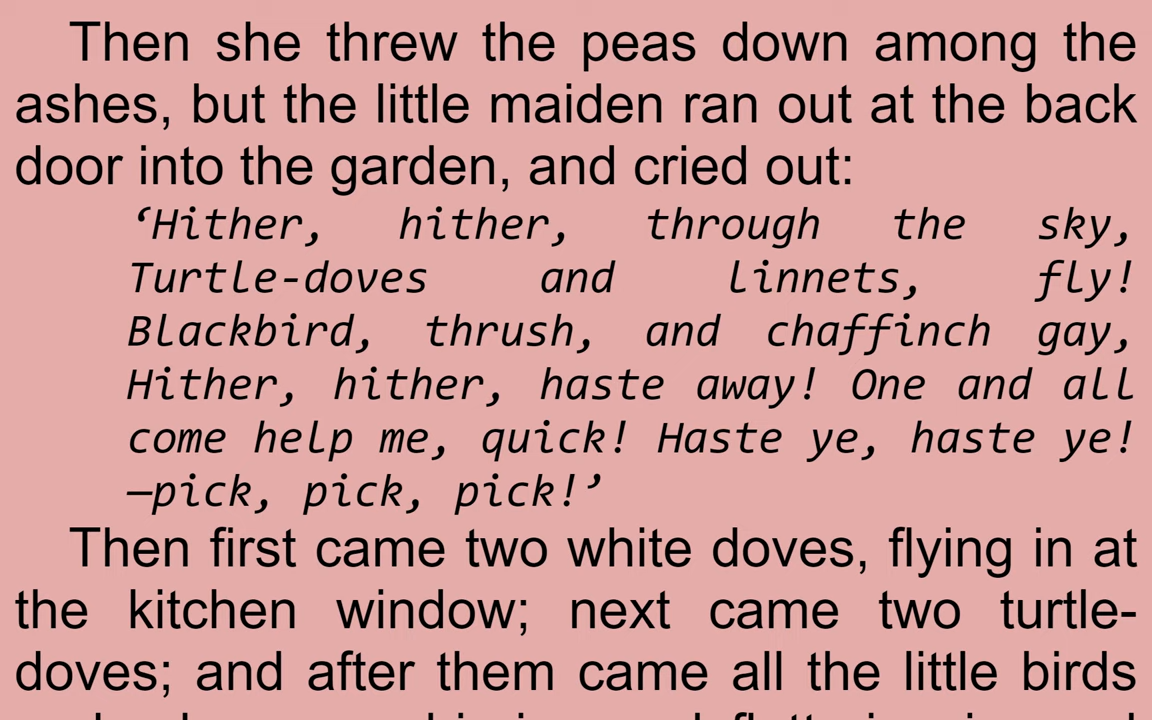 Then she threw the peas down among the
ashes, but the little maiden ran out at the back
door into the garden, and cried out:
‘Hither, hither, through the sky,
Turtle-doves and linnets, fly!
Blackbird, thrush, and chaffinch gay,
Hither, hither, haste away! One and all
come help me, quick! Haste ye, haste ye!
—pick, pick, pick!’
Then first came two white doves, flying in at
the kitchen window; next came two turtle-
doves; and after them came all the little birds